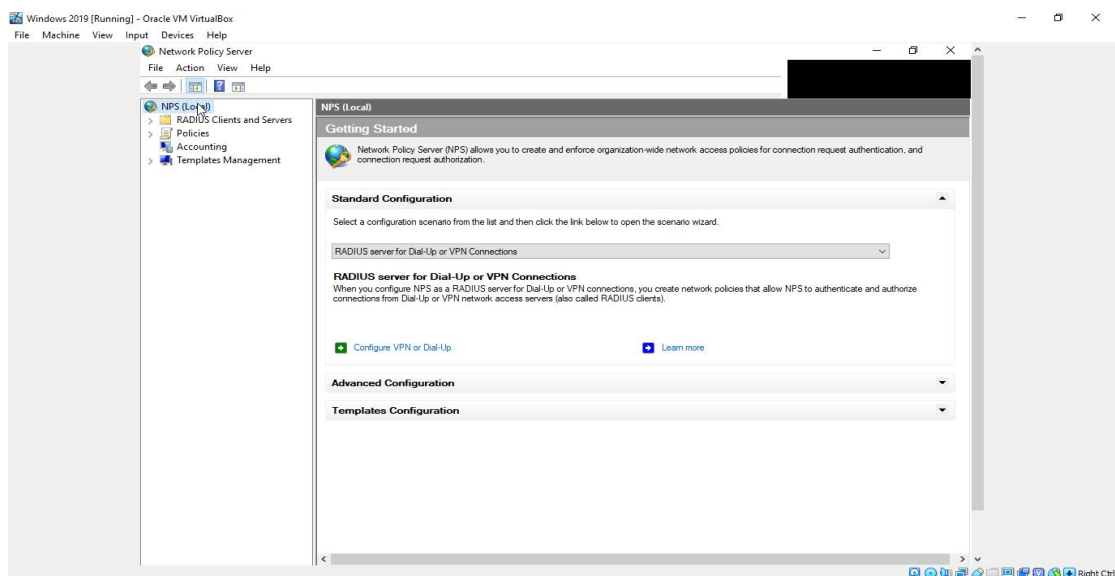 Windows 2019 [Running] - Oracle VM VirtualBox
File Machine View Input Devices Help
Network Policy Server
File Action View Help
NPS (Local)
RADIUS Clients and Servers
Policies
Accounting
Templates Management
NPS (Local)
Getting Started
Network Policy Server (NPS) allows you to create and enforce organization-wide network access policies for connection request authentication, and
connection request authorization.
Standard Configuration
Select a configuration scenario from the list and then click the link below to open the scenario wizard.
RADIUS server for Dial-Up or VPN Connections
RADIUS server for Dial-Up or VPN Connections
When you configure NPS as a RADIUS server for Dial-Up or VPN connections, you create network policies that allow NPS to authenticate and authorize
connections from Dial-Up or VPN network access servers (also called RADIUS clients).
Configure VPN or Dial-Up
Learn more
Advanced Configuration
Templates Configuration
Right Ctrl